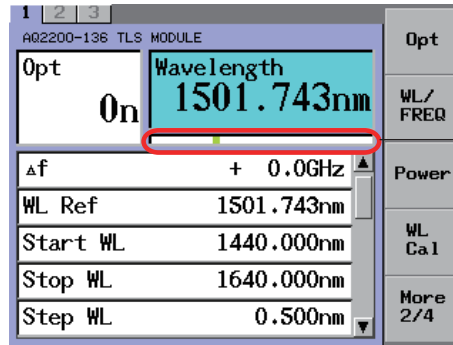 1 2 3
AQ2200-136 TLS MODULE
Opt
On
Wavelength
1501.743nm
▵f + 0.0GHz
WL Ref 1501.743nm
Start WL 1440.000nm
Stop WL 1640.000nm
Step WL 0.500nm
Opt
WL/
FREQ
Power
WL
Cal
More
2/4